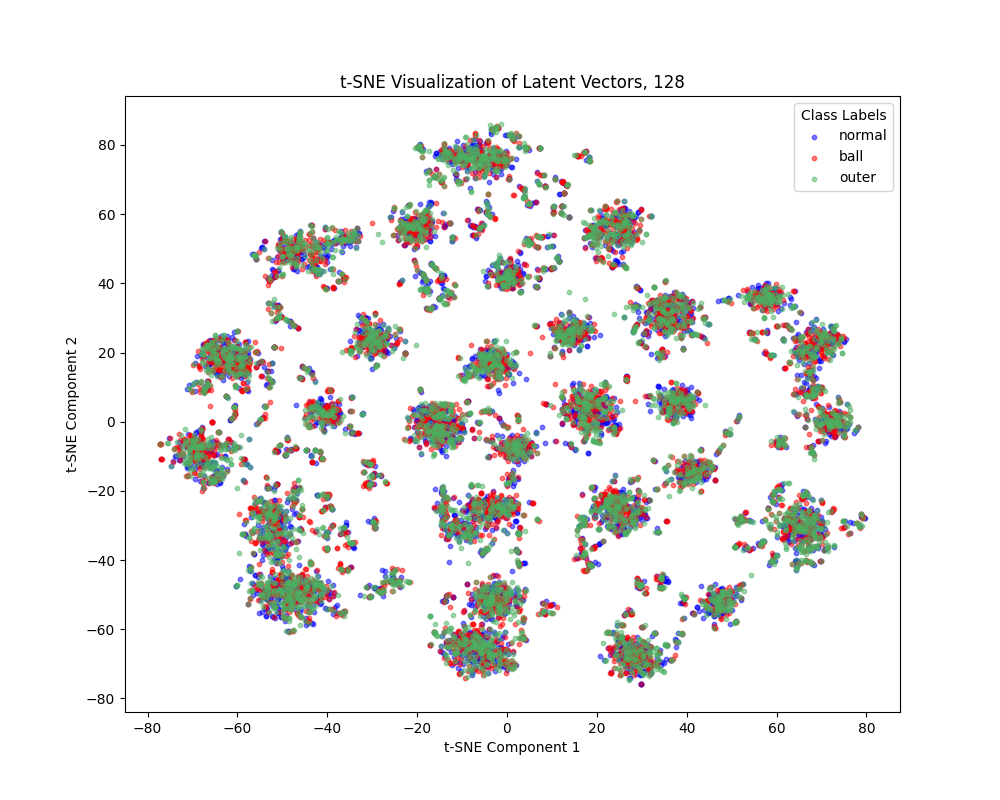 t-SNE Visualization of Latent Vectors, 128
Class Labels
normal
ball
outer
80
60
40
20
0
−20
−40
−60
−80
t-SNE Component 2
−80
−60
−40
−20
0
20
40
60
80
t-SNE Component 1